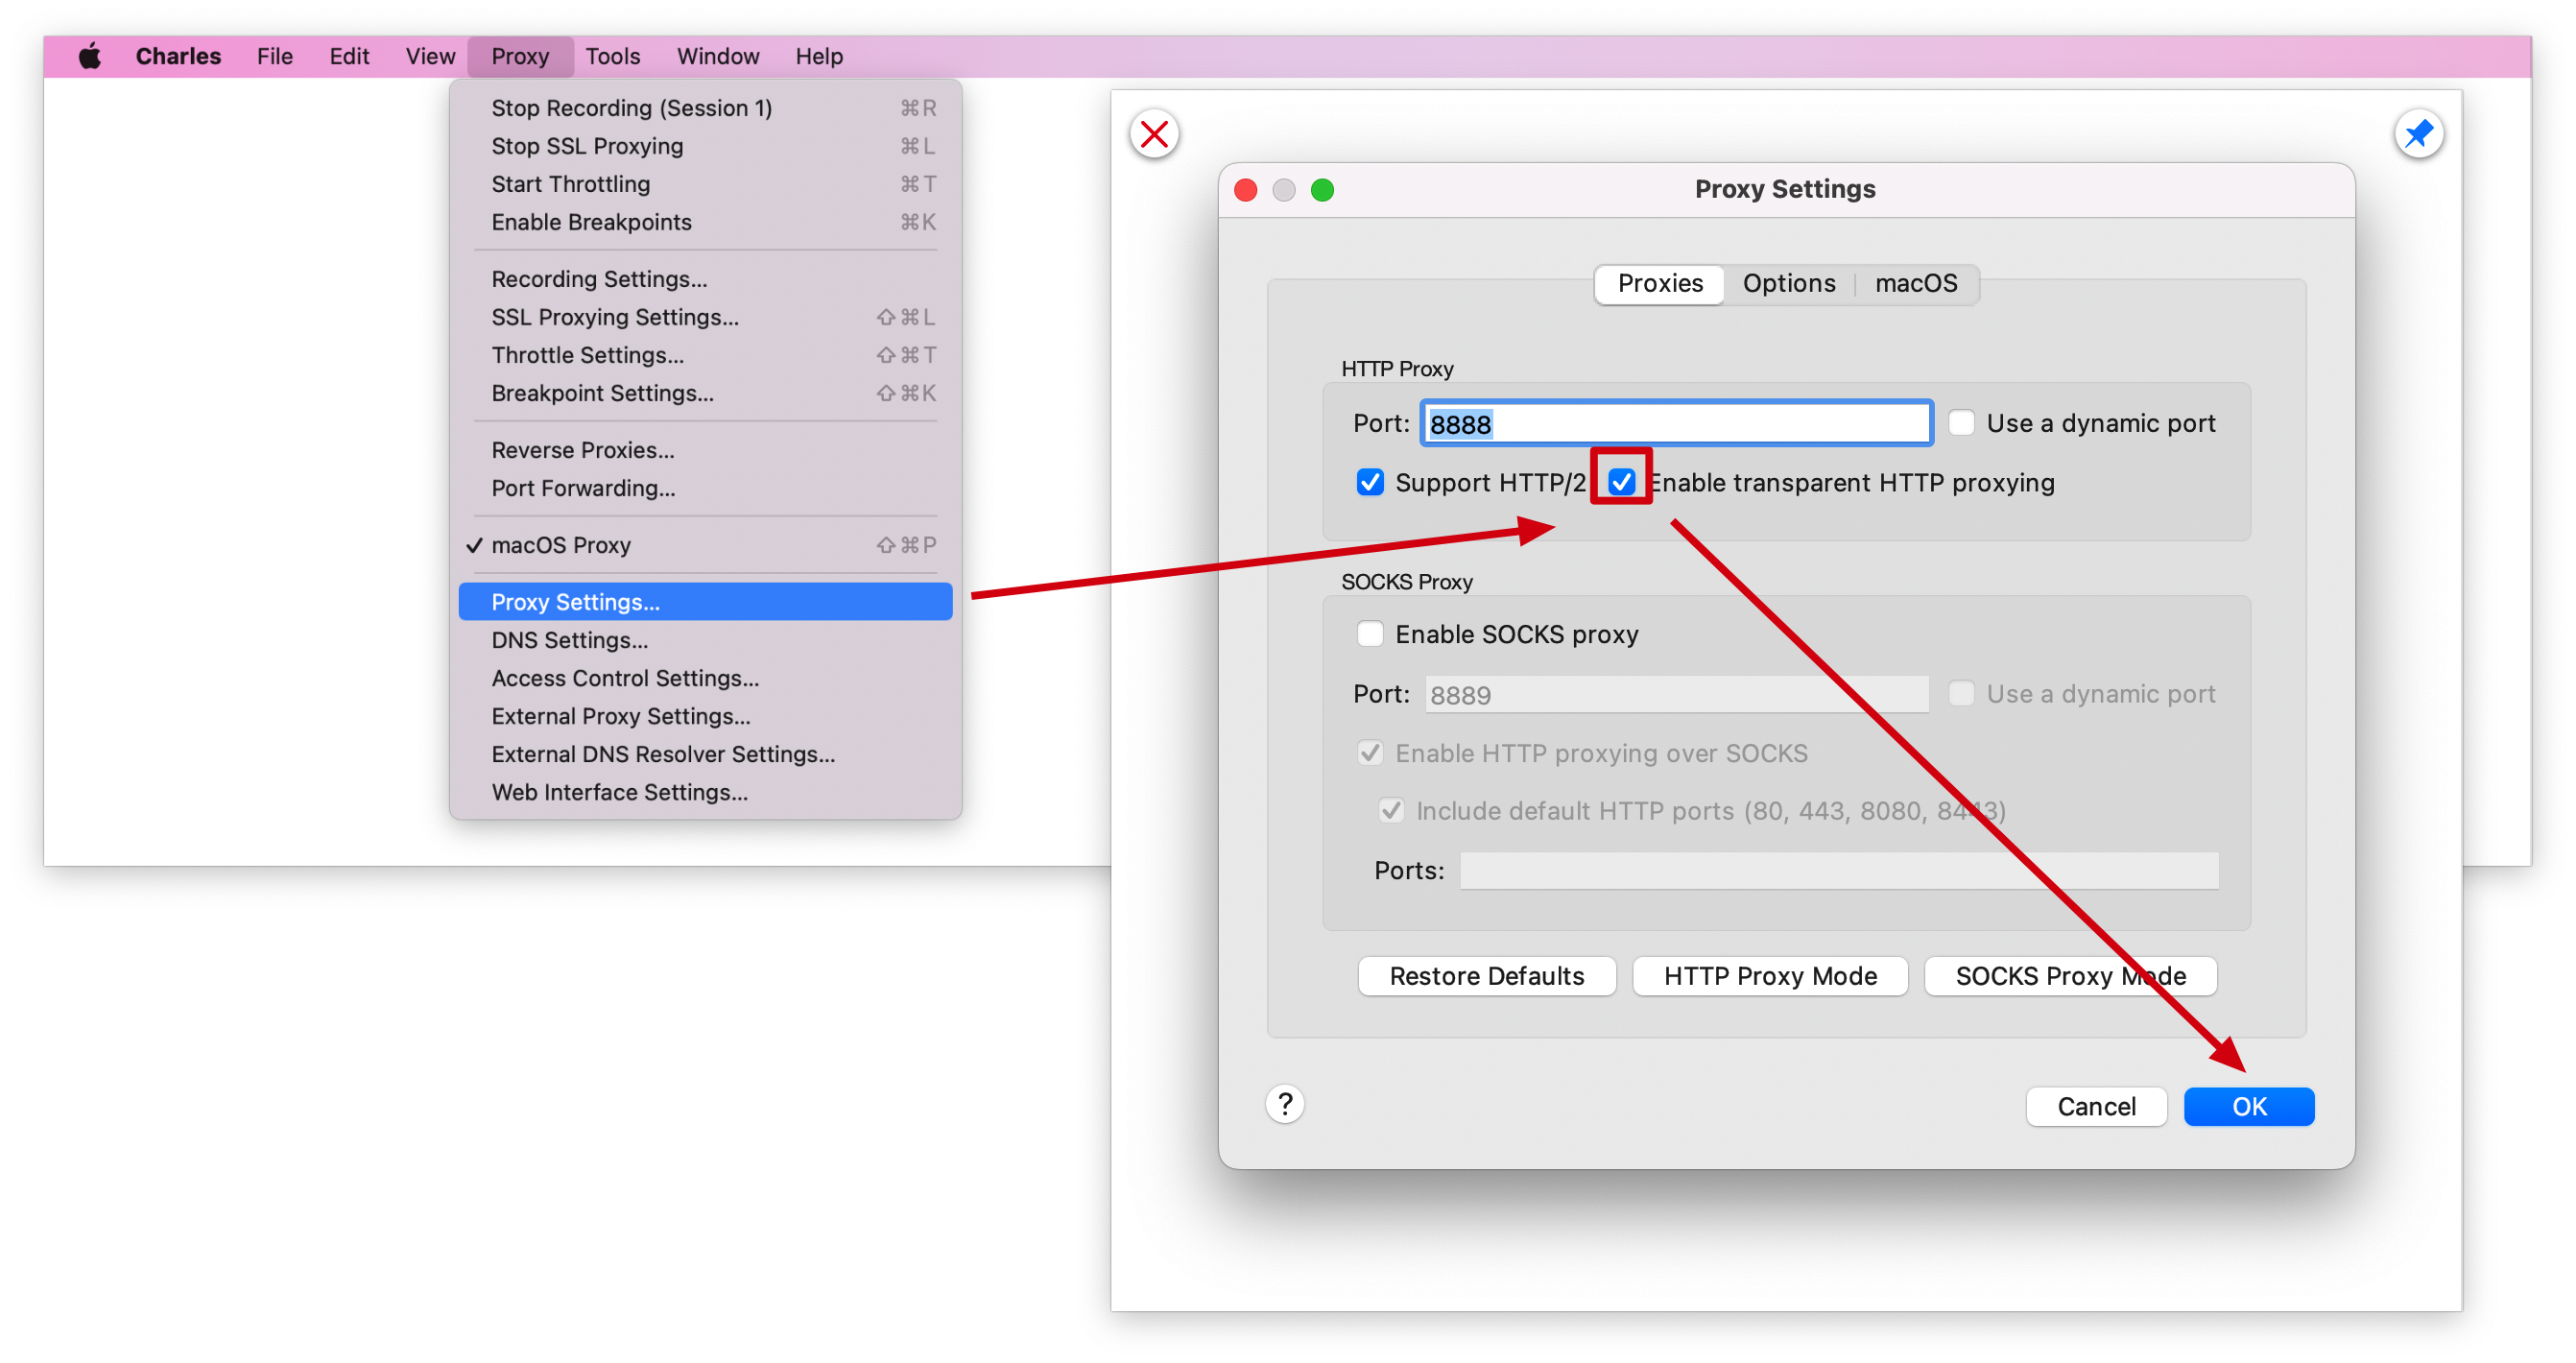 Charles File Edit View Proxy Tools Window Help
Stop Recording (Session 1) ⌘R
Stop SSL Proxying ⌘L
Start Throttling ⌘T
Enable Breakpoints ⌘K
Recording Settings...
SSL Proxying Settings... ⇧⌘L
Throttle Settings... ⇧⌘T
Breakpoint Settings... ⇧⌘K
Reverse Proxies...
Port Forwarding...
✓ macOS Proxy ⇧⌘P
Proxy Settings...
DNS Settings...
Access Control Settings...
External Proxy Settings...
External DNS Resolver Settings...
Web Interface Settings...
Proxy Settings
Proxies Options macOS
HTTP Proxy
Port: 8888 Use a dynamic port
Support HTTP/2 Enable transparent HTTP proxying
SOCKS Proxy
Enable SOCKS proxy
Port: 8889 Use a dynamic port
Enable HTTP proxying over SOCKS
Include default HTTP ports (80, 443, 8080, 8443)
Ports:
Restore Defaults HTTP Proxy Mode SOCKS Proxy Mode
? Cancel OK